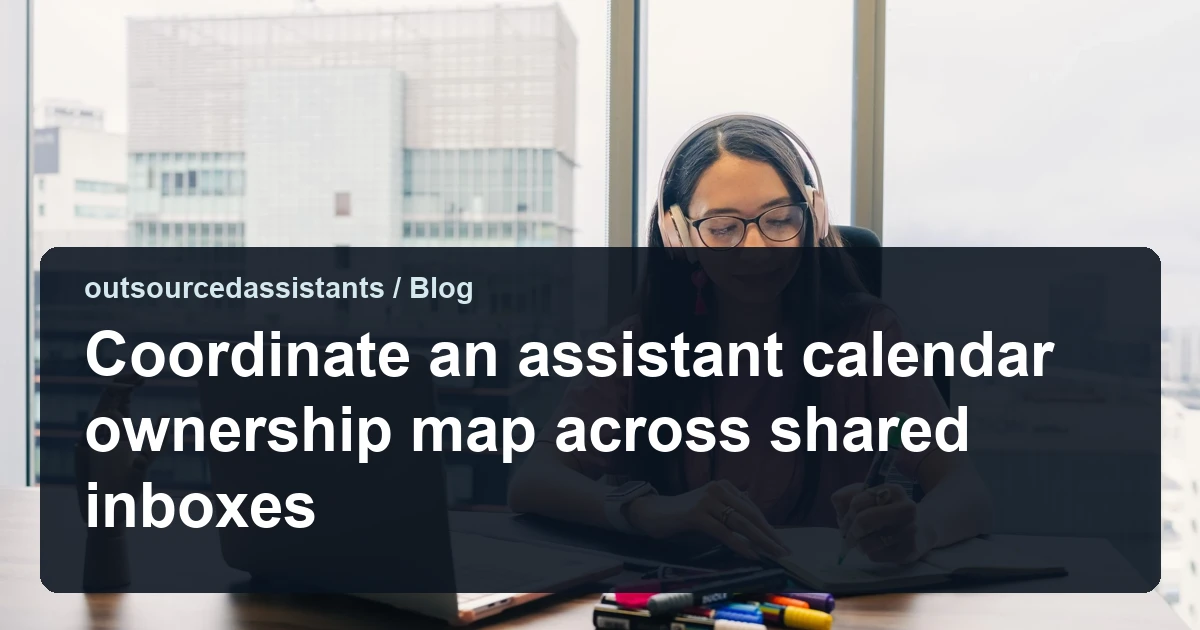 outsourcedassistants / Blog
Coordinate an assistant calendar
ownership map across shared
inboxes